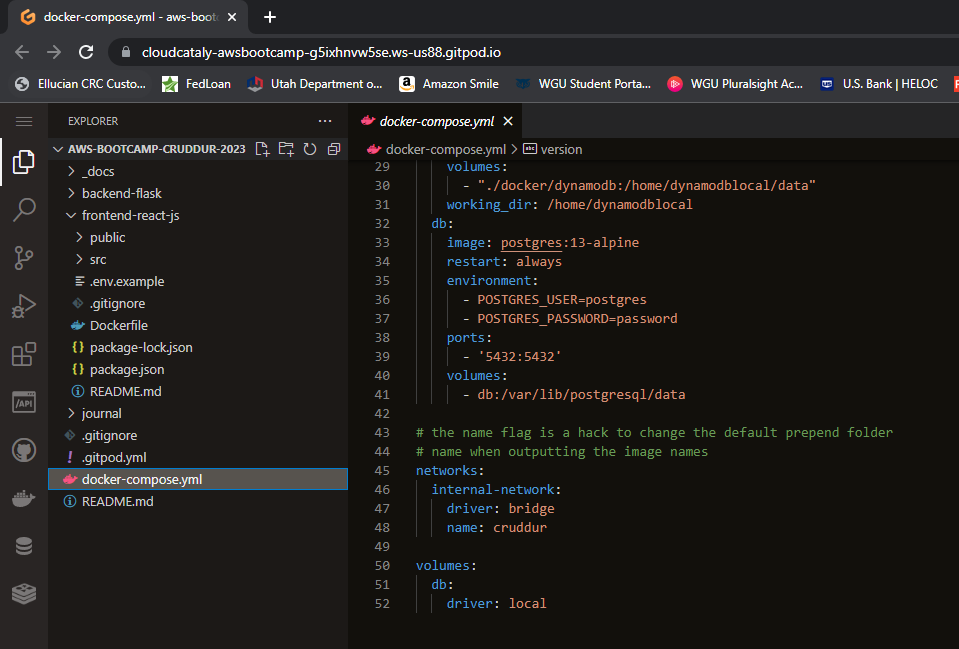 docker-compose.yml - aws-boot
cloudcataly-awsbootcamp-g5ixhnvw5se.ws-us88.gitpod.io
Ellucian CRC Custo... FedLoan Utah Department o... Amazon Smile WGU Student Porta... WGU Pluralsight Ac... U.S. Bank | HELOC
EXPLORER
docker-compose.yml
AWS-BOOTCAMP-CRUDDUR-2023
docker-compose.yml > version
_docs
backend-flask
frontend-react-js
public
src
.env.example
.gitignore
Dockerfile
package-lock.json
package.json
README.md
journal
.gitignore
.gitpod.yml
docker-compose.yml
README.md
API
29 volumes:
30 - "./docker/dynamodb:/home/dynamodblocal/data"
31 working_dir: /home/dynamodblocal
32 db:
33 image: postgres:13-alpine
34 restart: always
35 environment:
36 - POSTGRES_USER=postgres
37 - POSTGRES_PASSWORD=password
38 ports:
39 - '5432:5432'
40 volumes:
41 - db:/var/lib/postgresql/data
42
43 # the name flag is a hack to change the default prepend folder
44 # name when outputting the image names
45 networks:
46 internal-network:
47 driver: bridge
48 name: cruddur
49
50 volumes:
51 db:
52 driver: local